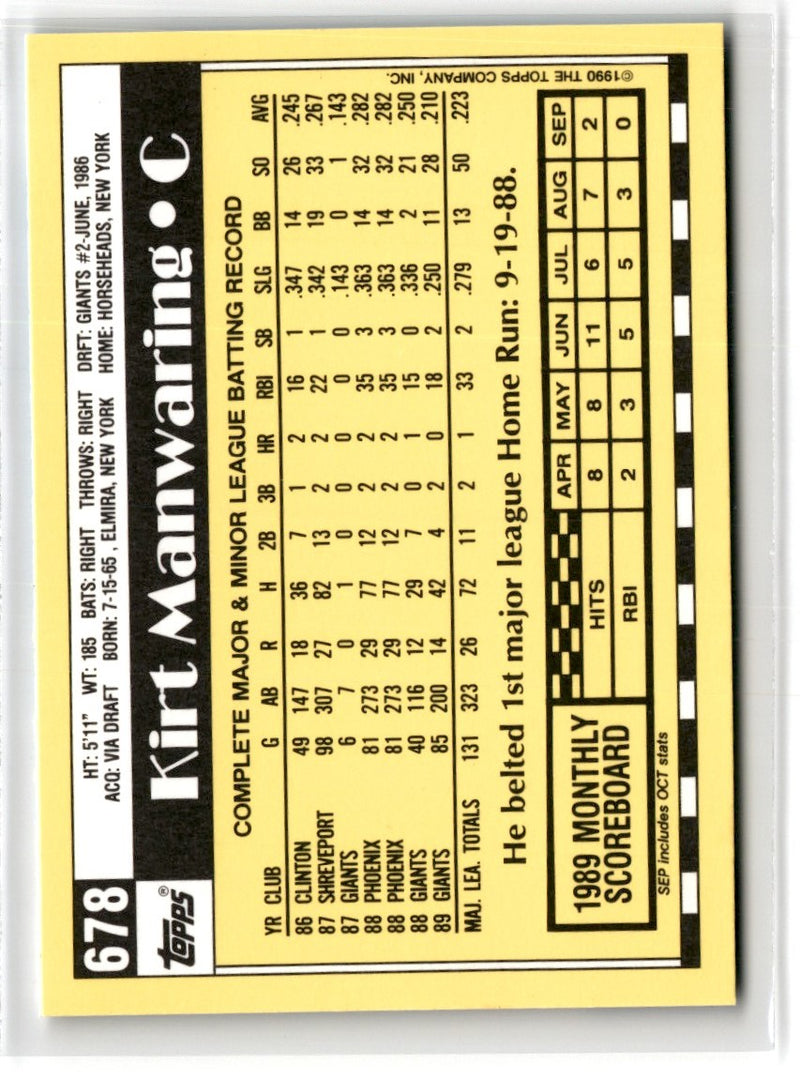 678
HT: 5'11" WT: 185 BATS: RIGHT THROWS: RIGHT DRFT: GIANTS #2-JUNE, 1986
ACQ: VIA DRAFT BORN: 7-15-65 , ELMIRA, NEW YORK HOME: HORSEHEADS, NEW YORK
TOPPS® Kirt Manwaring • C
COMPLETE MAJOR & MINOR LEAGUE BATTING RECORD
YR CLUB G AB R H 2B 3B HR RBI SB SLG BB SO AVG
86 CLINTON 49 147 18 36 7 1 2 16 1 .347 14 26 .245
87 SHREVEPORT 98 307 27 82 13 2 2 22 1 .342 19 33 .267
87 GIANTS 6 7 0 1 0 0 0 0 0 .143 0 1 .143
88 PHOENIX 81 273 29 77 12 2 2 35 3 .363 14 32 .282
88 PHOENIX 81 273 29 77 12 2 2 35 3 .363 14 32 .282
88 GIANTS 40 116 12 29 7 0 1 15 0 .336 2 21 .250
89 GIANTS 85 200 14 42 4 2 0 18 2 .250 11 28 .210
MAJ. LEA. TOTALS 131 323 26 72 11 2 1 33 2 .279 13 50 .223
He belted 1st major league Home Run: 9-19-88.
1989 MONTHLY
SCOREBOARD
APR MAY JUN JUL AUG SEP
HITS 8 8 11 6 7 2
RBI 2 3 5 5 3 0
SEP includes OCT stats
©1990 THE TOPPS COMPANY, INC.